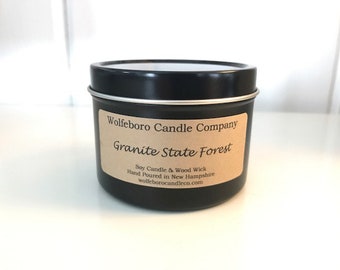 Wolfeboro Candle Company
Granite State Forest
Soy Candle & Wood Wick
Hand Poured in New Hampshire
wolfeborocandleco.com